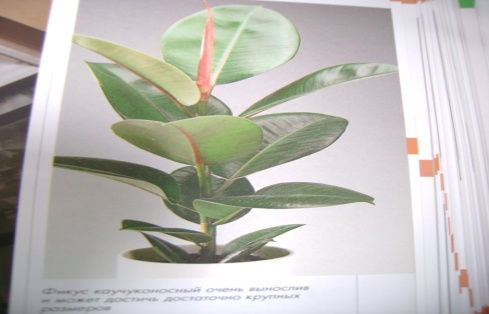 Фикус каучуконосный очень вынослив
и может достичь достаточно крупных
размеров